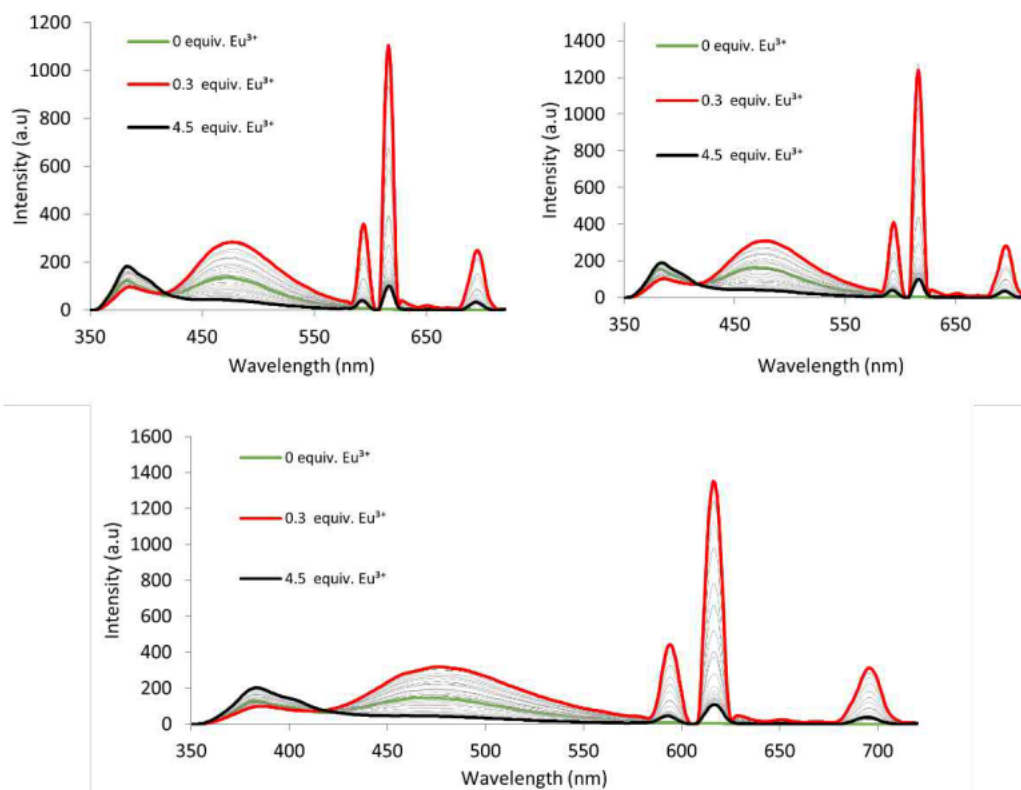 1200
1000
800
600
400
200
0
350
450
550
650
Intensity (a.u)
Wavelength (nm)
0 equiv. Eu³⁺
0.3 equiv. Eu³⁺
4.5 equiv. Eu³⁺
1400
1200
1000
800
600
400
200
0
350
450
550
650
Intensity (a.u)
Wavelength (nm)
0 equiv. Eu³⁺
0.3 equiv. Eu³⁺
4.5 equiv. Eu³⁺
1600
1400
1200
1000
800
600
400
200
0
350
400
450
500
550
600
650
700
Intensity (a.u)
Wavelength (nm)
0 equiv. Eu³⁺
0.3 equiv. Eu³⁺
4.5 equiv. Eu³⁺